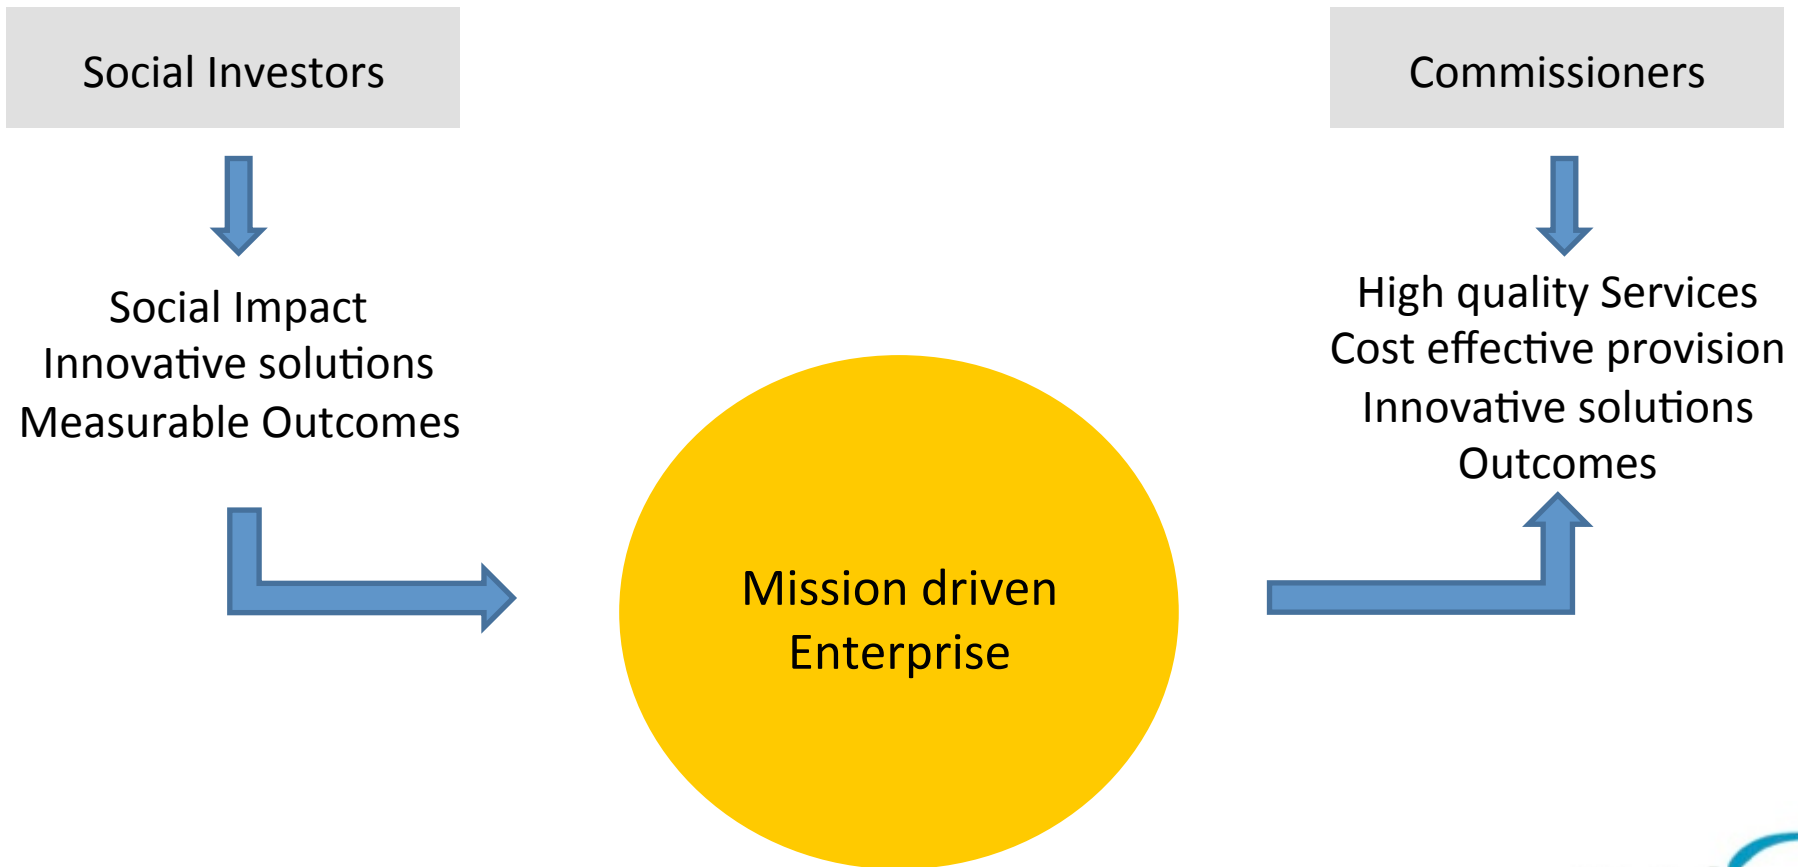 Social Investors
Social Impact
Innovative solutions
Measurable Outcomes
Mission driven
Enterprise
Commissioners
High quality Services
Cost effective provision
Innovative solutions
Outcomes